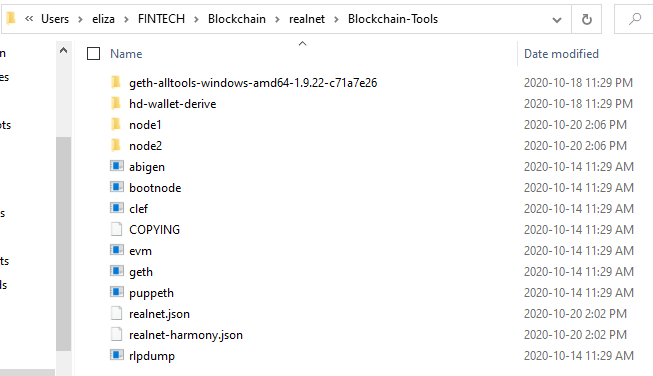 « Users › eliza › FINTECH › Blockchain › realnet › Blockchain-Tools
Name Date modified
n
geth-alltools-windows-amd64-1.9.22-c71a7e26 2020-10-18 11:29 PM
es
hd-wallet-derive 2020-10-18 11:29 PM
node1 2020-10-20 2:06 PM
ots
node2 2020-10-20 2:06 PM
abigen 2020-10-14 11:29 AM
bootnode 2020-10-14 11:29 AM
clef 2020-10-14 11:29 AM
s
COPYING 2020-10-14 11:29 AM
evm 2020-10-14 11:29 AM
ts
geth 2020-10-14 11:29 AM
ls
puppeth 2020-10-14 11:29 AM
realnet.json 2020-10-20 2:02 PM
realnet-harmony.json 2020-10-20 2:02 PM
rlpdump 2020-10-14 11:29 AM